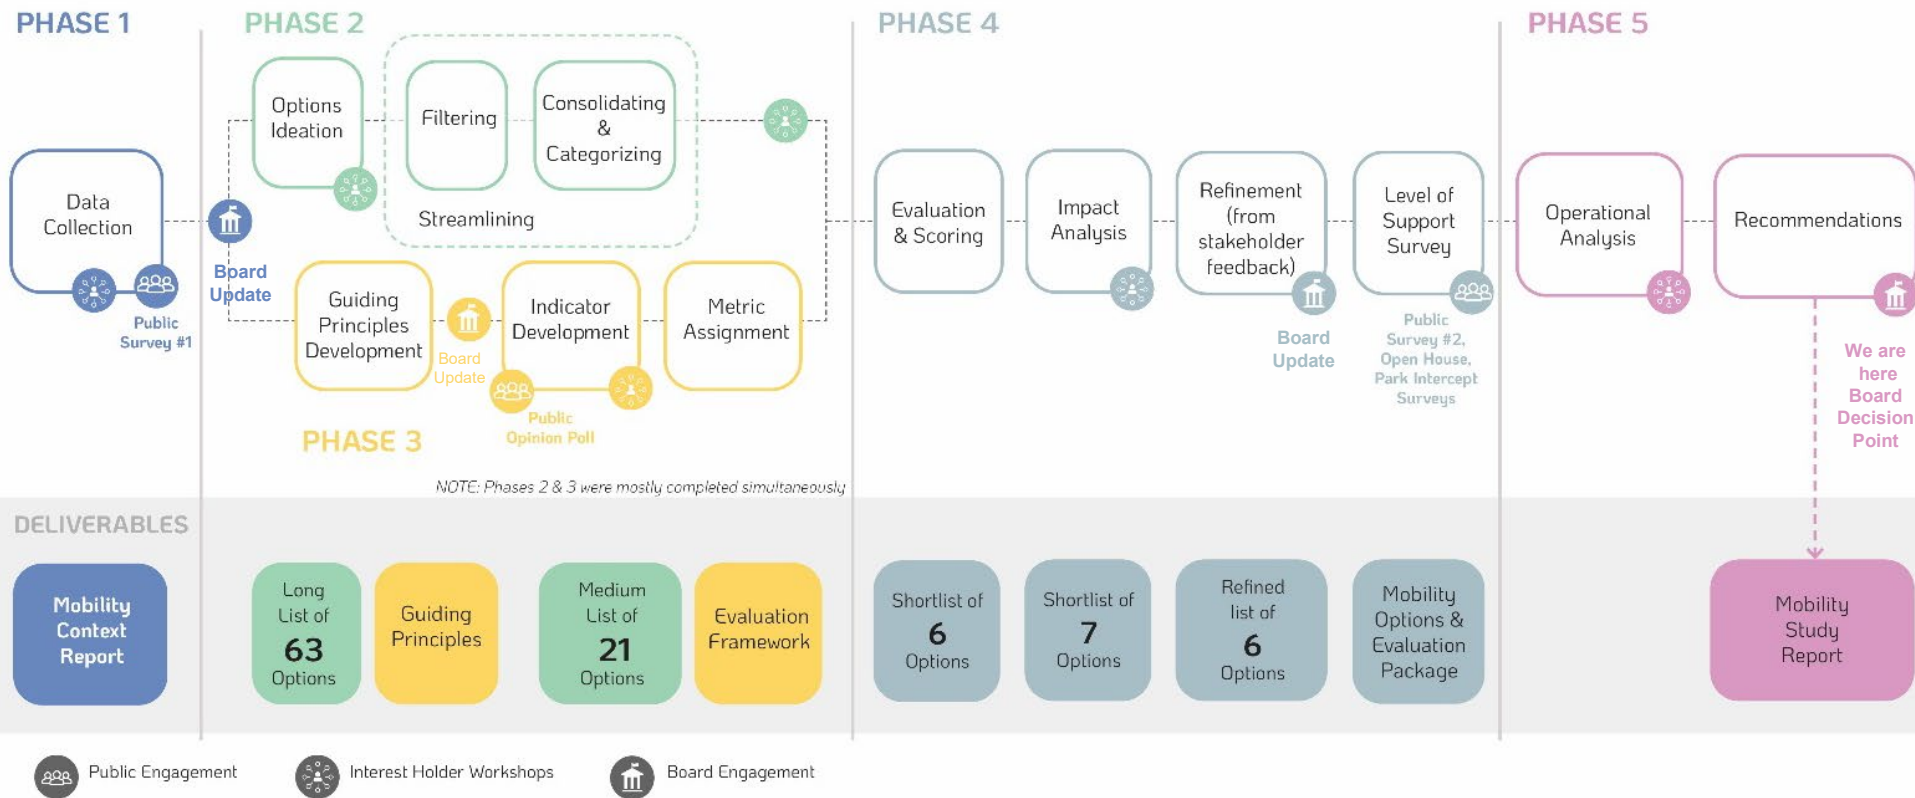 PHASE 1
PHASE 2
PHASE 4
PHASE 5
Options
Ideation
Filtering
Consolidating
&
Categorizing
Streamlining
Data
Collection
Public
Survey #1
Board
Update
Guiding
Principles
Development
Board
Update
Indicator
Development
Metric
Assignment
Public
Opinion Poll
PHASE 3
NOTE: Phases 2 & 3 were mostly completed simultaneously
Evaluation
& Scoring
Impact
Analysis
Refinement
(from
stakeholder
feedback)
Board
Update
Level of
Support
Survey
Public
Survey #2,
Open House,
Park Intercept
Surveys
Operational
Analysis
Recommendations
We are
here
Board
Decision
Point
DELIVERABLES
Mobility
Context
Report
Long
List of
63
Options
Guiding
Principles
Medium
List of
21
Options
Evaluation
Framework
Shortlist of
6
Options
Shortlist of
7
Options
Refined
list of
6
Options
Mobility
Options &
Evaluation
Package
Mobility
Study
Report
Public Engagement
Interest Holder Workshops
Board Engagement